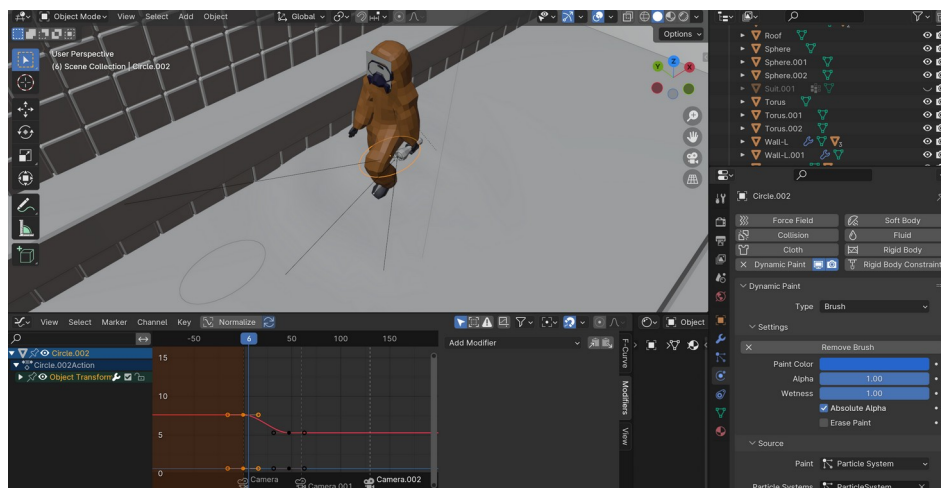 Object Mode View Select Add Object Global
Options
User Perspective
(6) Scene Collection | Circle.002
Z
Y
X
Roof
Sphere
Sphere.001
Sphere.002
Suit.001
Torus
Torus.001
Torus.002
Wall-L 3
Wall-L.001
Circle.002
Force Field Soft Body
Collision Fluid
Cloth Rigid Body
Dynamic Paint Rigid Body Constraint
Dynamic Paint
Type Brush
Settings
Remove Brush
Paint Color
Alpha 1.00
Wetness 1.00
Absolute Alpha
Erase Paint
Source
Paint Particle System
Particle Systems ParticleSystem
View Select Marker Channel Key Normalize
Object
-50 6 50 100 150
Circle.002
Circle.002Action
Object Transform
15
10
5
0
Camera
Camera.001
Camera.002
Add Modifier
F-Curve
Modifiers
View